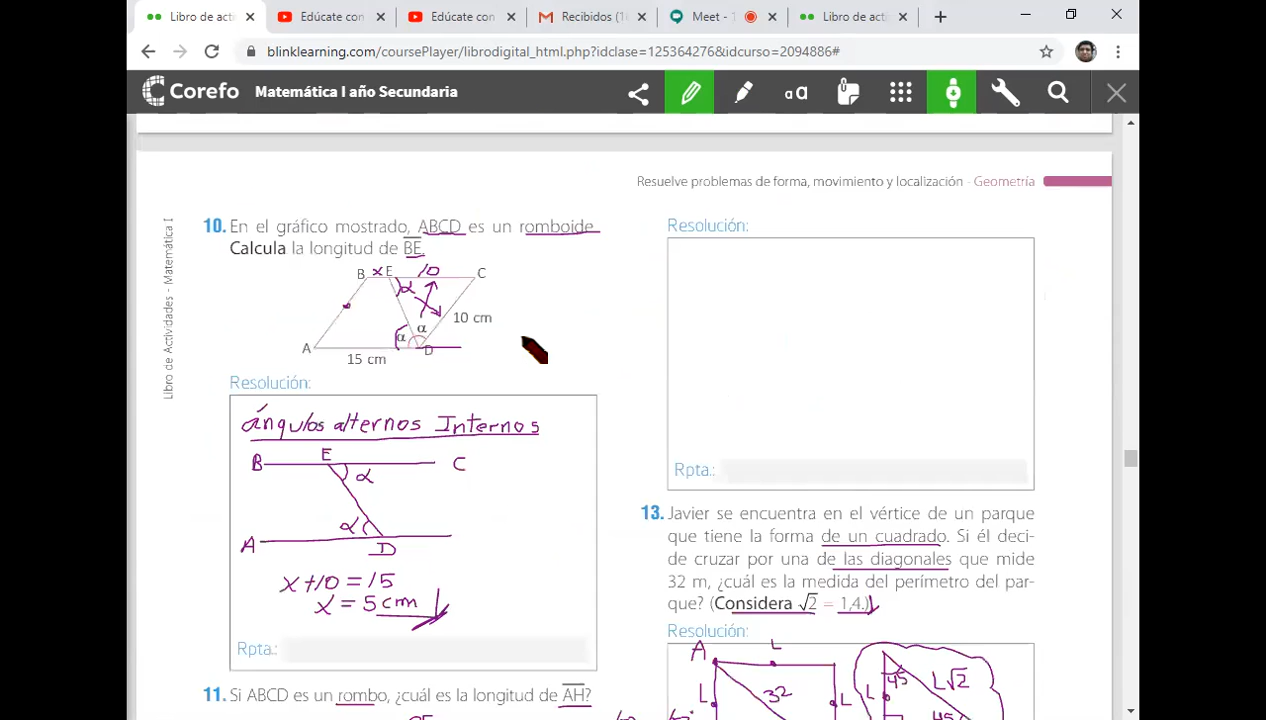 Libro de acti
Edúcate con
Edúcate con
Recibidos (1
Meet - 
Libro de acti
blinklearning.com/coursePlayer/librodigital_html.php?idclase=125364276&idcurso=2094886#
Corefo
Matemática I año Secundaria
aa
Resuelve problemas de forma, movimiento y localización - Geometría
Libro de Actividades - Matemática I
10. En el gráfico mostrado, ABCD es un romboide.
Calcula la longitud de BE.
B x E 10 C
α
α α 10 cm
A D
15 cm
Resolución:
ángulos alternos Internos
B E C
α
α
A D
x + 10 = 15
x = 5 cm
Rpta.:
11. Si ABCD es un rombo, ¿cuál es la longitud de AH?
Resolución:
Rpta.:
13. Javier se encuentra en el vértice de un parque
que tiene la forma de un cuadrado. Si él deci-
de cruzar por una de las diagonales que mide
32 m, ¿cuál es la medida del perímetro del par-
que? (Considera √2 = 1,4.)
Resolución:
A L
45 L√2
L 32 L L
45